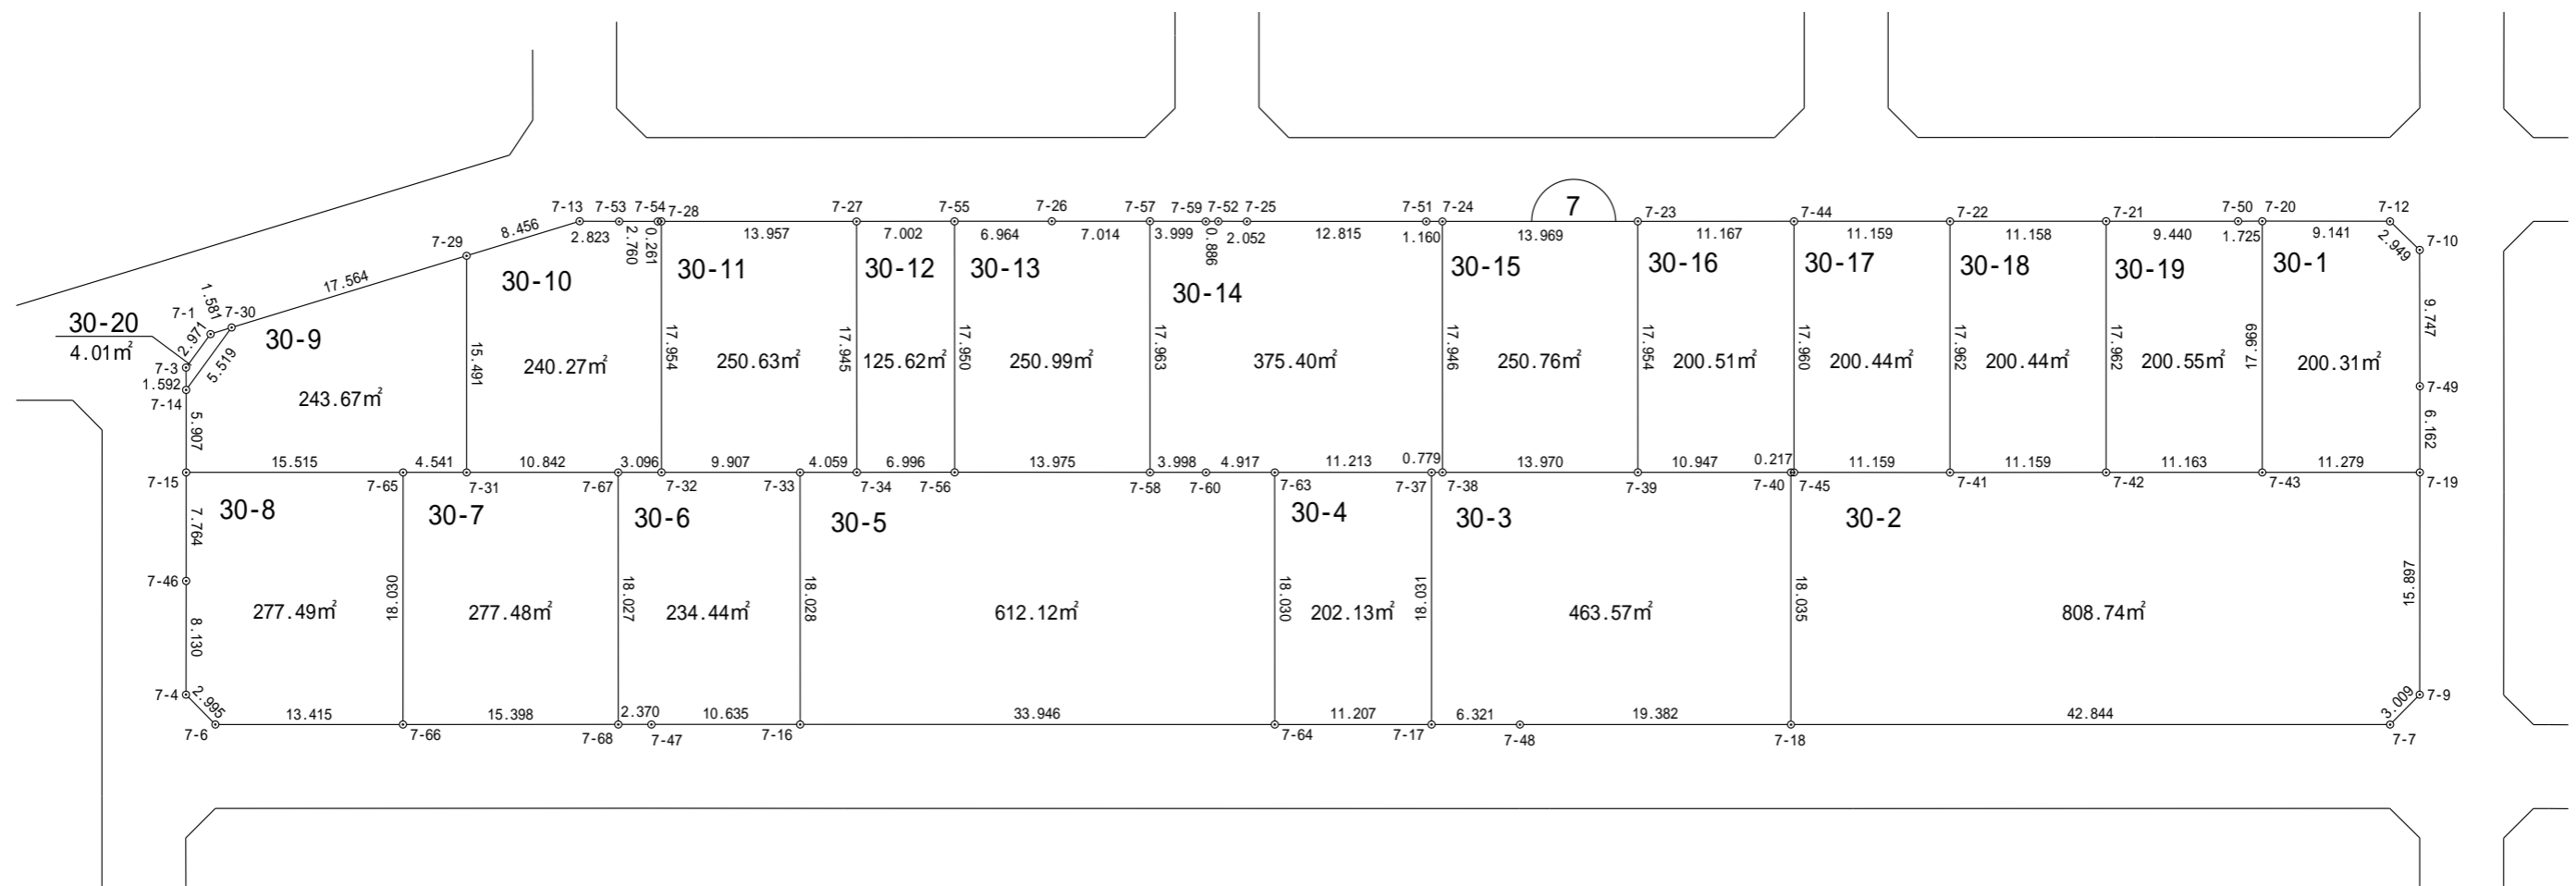 7
7-13 7-53 7-54 7-28 7-27 7-55 7-26 7-57 7-59 7-52 7-25 7-51 7-24 7-23 7-44 7-22 7-21 7-50 7-20 7-12
8.456 2.823 2.760 0.261 13.957 7.002 6.964 7.014 3.999 0.886 2.052 12.815 1.160 13.969 11.167 11.159 11.158 9.440 1.725 9.141 2.949
7-29 7-10
30-10 30-11 30-12 30-13 30-14 30-15 30-16 30-17 30-18 30-19 30-1
17.564
1.581
7-1 7-30
30-20
4.01㎡
2.971
5.519
30-9
7-3
1.592
7-14
5.907
15.491 17.954 17.945 17.950 17.963 17.946 17.954 17.960 17.962 17.962 17.969 9.747
243.67㎡ 240.27㎡ 250.63㎡ 125.62㎡ 250.99㎡ 375.40㎡ 250.76㎡ 200.51㎡ 200.44㎡ 200.44㎡ 200.55㎡ 200.31㎡
7-49
6.162
15.515 4.541 10.842 3.096 9.907 4.059 6.996 13.975 3.998 4.917 11.213 0.779 13.970 10.947 0.217 11.159 11.159 11.163 11.279
7-15 7-65 7-31 7-67 7-32 7-33 7-34 7-56 7-58 7-60 7-63 7-37 7-38 7-39 7-40 7-45 7-41 7-42 7-43 7-19
30-8 30-7 30-6 30-5 30-4 30-3 30-2
7.764
7-46
18.030 18.027 18.028 18.030 18.031 18.035 15.897
277.49㎡ 277.48㎡ 234.44㎡ 612.12㎡ 202.13㎡ 463.57㎡ 808.74㎡
8.130
7-4 7-9
2.995 13.415 15.398 2.370 10.635 33.946 11.207 6.321 19.382 42.844 3.009
7-6 7-66 7-68 7-47 7-16 7-64 7-17 7-48 7-18 7-7